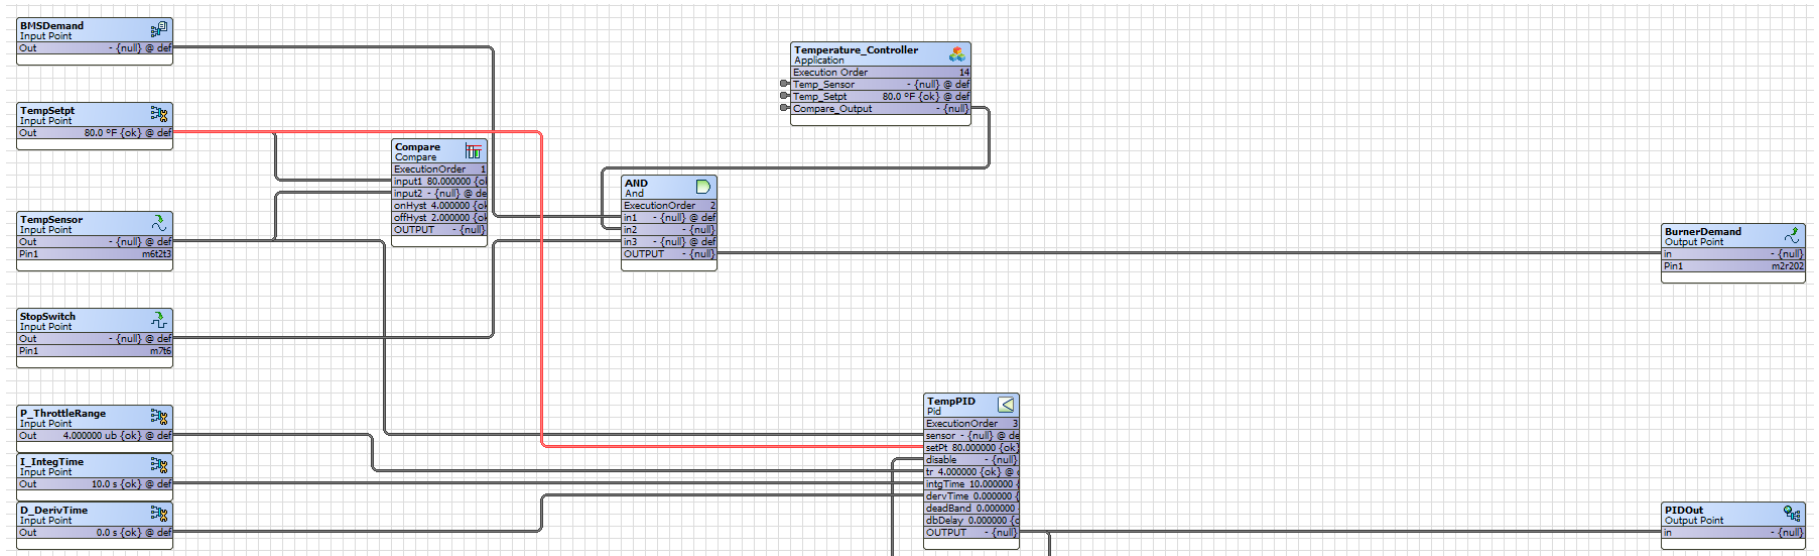 BMSDemand
Input Point
Out - {null} @ def
TempSetpt
Input Point
Out 80.0 °F {ok} @ def
TempSensor
Input Point
Out - {null} @ def
Pin1 m6t2t3
StopSwitch
Input Point
Out - {null} @ def
Pin1 m7t6
P_ThrottleRange
Input Point
Out 4.000000 ub {ok} @ def
I_IntegTime
Input Point
Out 10.0 s {ok} @ def
D_DerivTime
Input Point
Out 0.0 s {ok} @ def
Compare
Compare
ExecutionOrder 1
input1 80.000000 {ol
input2 - {null} @ de
onHyst 4.000000 {ok
offHyst 2.000000 {ok
OUTPUT - {null}
AND
And
ExecutionOrder 2
in1 - {null} @ def
in2 - {null}
in3 - {null} @ def
OUTPUT - {null}
Temperature_Controller
Application
Execution Order 14
Temp_Sensor - {null} @ def
Temp_Setpt 80.0 °F {ok} @ def
Compare_Output - {null}
TempPID
Pid
ExecutionOrder 3
sensor - {null} @ de
setPt 80.000000 {ok}
disable - {null}
tr 4.000000 {ok} @
intgTime 10.000000 {
dervTime 0.000000 {
deadBand 0.000000
dbDelay 0.000000 {o
OUTPUT - {null}
BurnerDemand
Output Point
in - {null}
Pin1 m2r202
PIDOut
Output Point
in - {null}